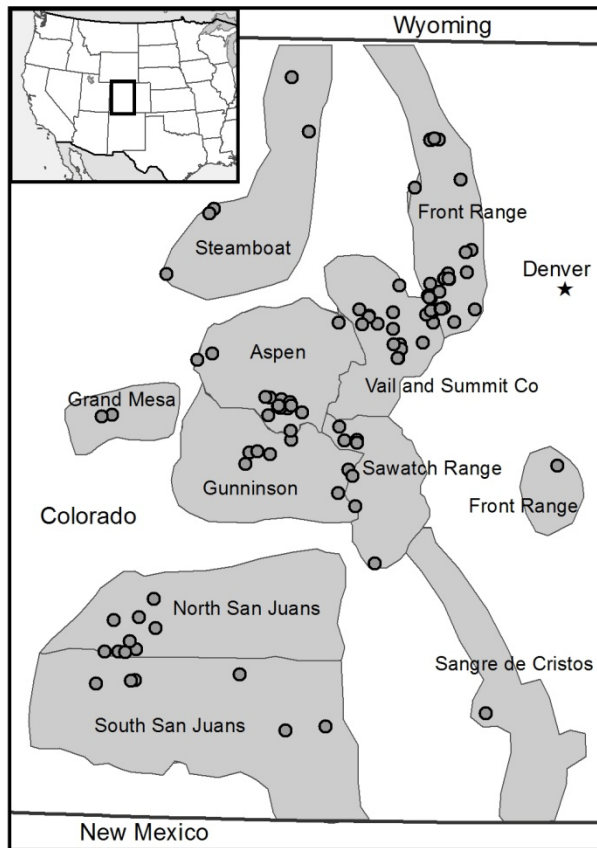 Wyoming
Front Range
Steamboat
Denver
Aspen
Vail and Summit Co
Grand Mesa
Sawatch Range
Gunninson
Front Range
Colorado
North San Juans
Sangre de Cristos
South San Juans
New Mexico